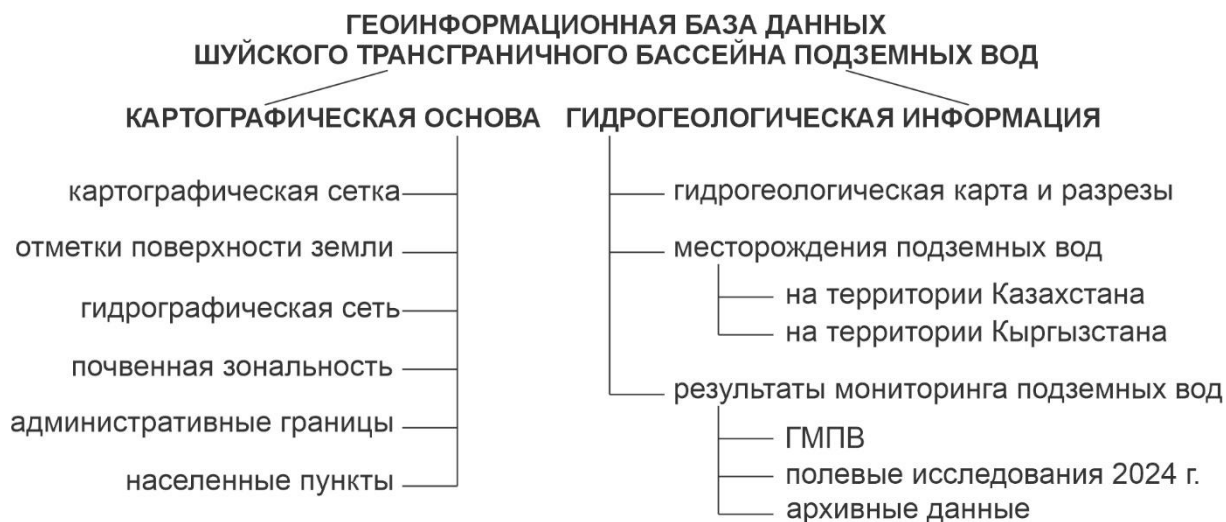 ГЕОИНФОРМАЦИОННАЯ БАЗА ДАННЫХ
ШУЙСКОГО ТРАНСГРАНИЧНОГО БАССЕЙНА ПОДЗЕМНЫХ ВОД
КАРТОГРАФИЧЕСКАЯ ОСНОВА
картографическая сетка
отметки поверхности земли
гидрографическая сеть
почвенная зональность
административные границы
населенные пункты
ГИДРОГЕОЛОГИЧЕСКАЯ ИНФОРМАЦИЯ
гидрогеологическая карта и разрезы
месторождения подземных вод
на территории Казахстана
на территории Кыргызстана
результаты мониторинга подземных вод
ГМПВ
полевые исследования 2024 г.
архивные данные